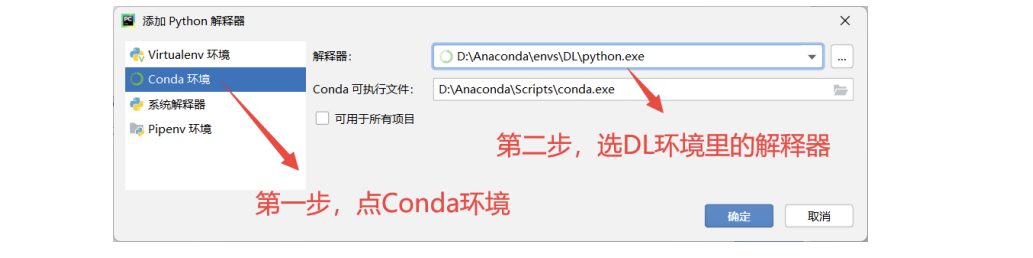 添加 Python 解释器
Virtualenv 环境
Conda 环境
系统解释器
Pipenv 环境
解释器:
D:\Anaconda\envs\DL\python.exe
...
Conda 可执行文件:
D:\Anaconda\Scripts\conda.exe
可用于所有项目
第二步，选DL环境里的解释器
第一步，点Conda环境
确定
取消